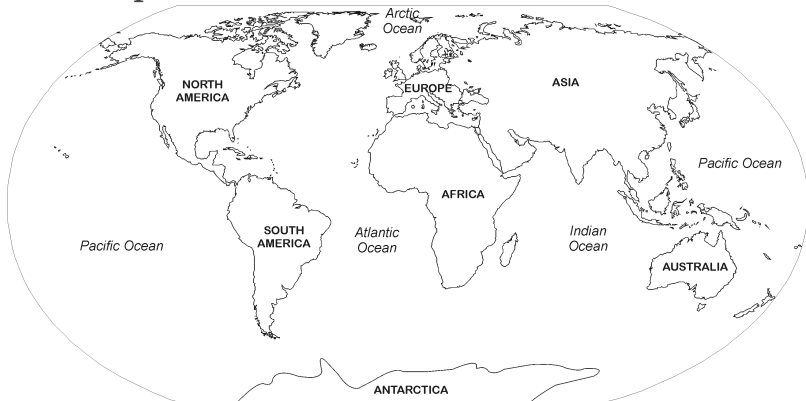 Arctic
Ocean
NORTH
AMERICA
EUROPE
ASIA
Pacific Ocean
AFRICA
SOUTH
AMERICA
Atlantic
Ocean
Indian
Ocean
Pacific Ocean
AUSTRALIA
ANTARCTICA